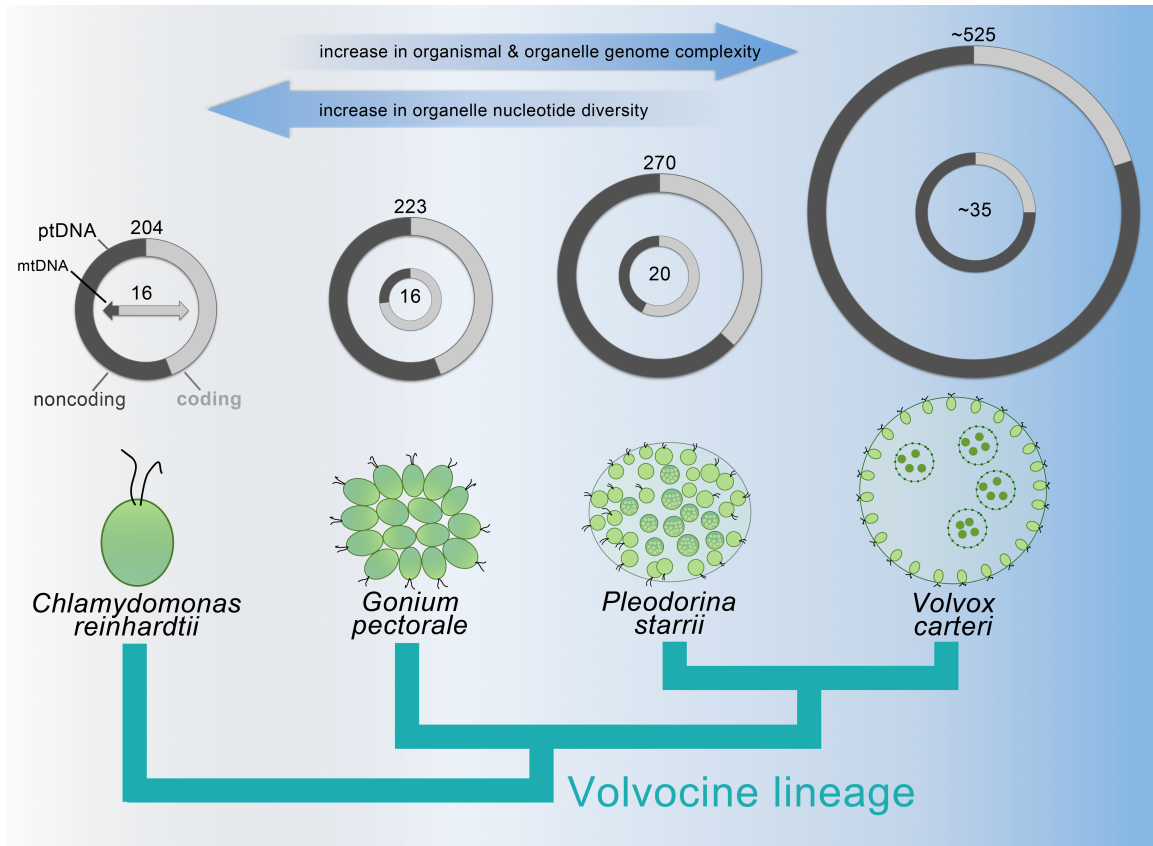 increase in organismal & organelle genome complexity
increase in organelle nucleotide diversity
~525
~35
270
20
223
16
204
ptDNA
mtDNA
16
noncoding
coding
Chlamydomonas
reinhardtii
Gonium
pectorale
Pleodorina
starrii
Volvox
carteri
Volvocine lineage